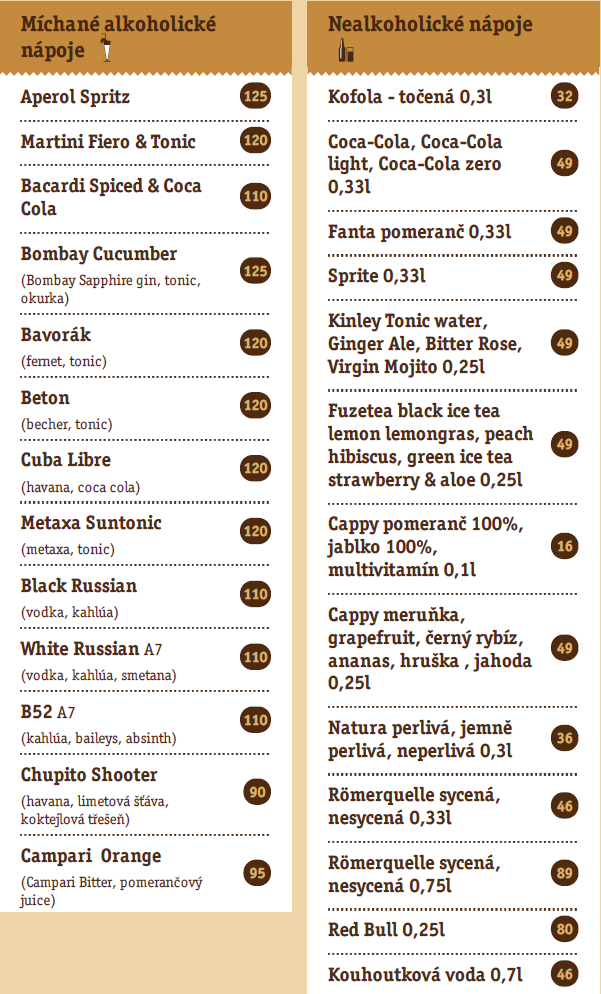 Míchané alkoholické
nápoje
Aperol Spritz 125
Martini Fiero & Tonic 120
Bacardi Spiced & Coca
Cola 110
Bombay Cucumber
(Bombay Sapphire gin, tonic, 125
okurka)
Bavorák
(fernet, tonic) 120
Beton
(becher, tonic) 120
Cuba Libre
(havana, coca cola) 120
Metaxa Suntonic
(metaxa, tonic) 120
Black Russian
(vodka, kahlúa) 110
White Russian A7
(vodka, kahlúa, smetana) 110
B52 A7
(kahlúa, baileys, absinth) 110
Chupito Shooter
(havana, limetová šťáva, 90
koktejlová třešeň)
Campari Orange
(Campari Bitter, pomerančový 95
juice)
Nealkoholické nápoje
Kofola - točená 0,3l 32
Coca-Cola, Coca-Cola
light, Coca-Cola zero 49
0,33l
Fanta pomeranč 0,33l 49
Sprite 0,33l 49
Kinley Tonic water,
Ginger Ale, Bitter Rose, 49
Virgin Mojito 0,25l
Fuzetea black ice tea
lemon lemongras, peach 49
hibiscus, green ice tea
strawberry & aloe 0,25l
Cappy pomeranč 100%,
jablko 100%, 16
multivitamín 0,1l
Cappy meruňka,
grapefruit, černý rybíz, 49
ananas, hruška , jahoda
0,25l
Natura perlivá, jemně 36
perlivá, neperlivá 0,3l
Römerquelle sycená, 46
nesycená 0,33l
Römerquelle sycená, 89
nesycená 0,75l
Red Bull 0,25l 80
Kouhoutková voda 0,7l 46